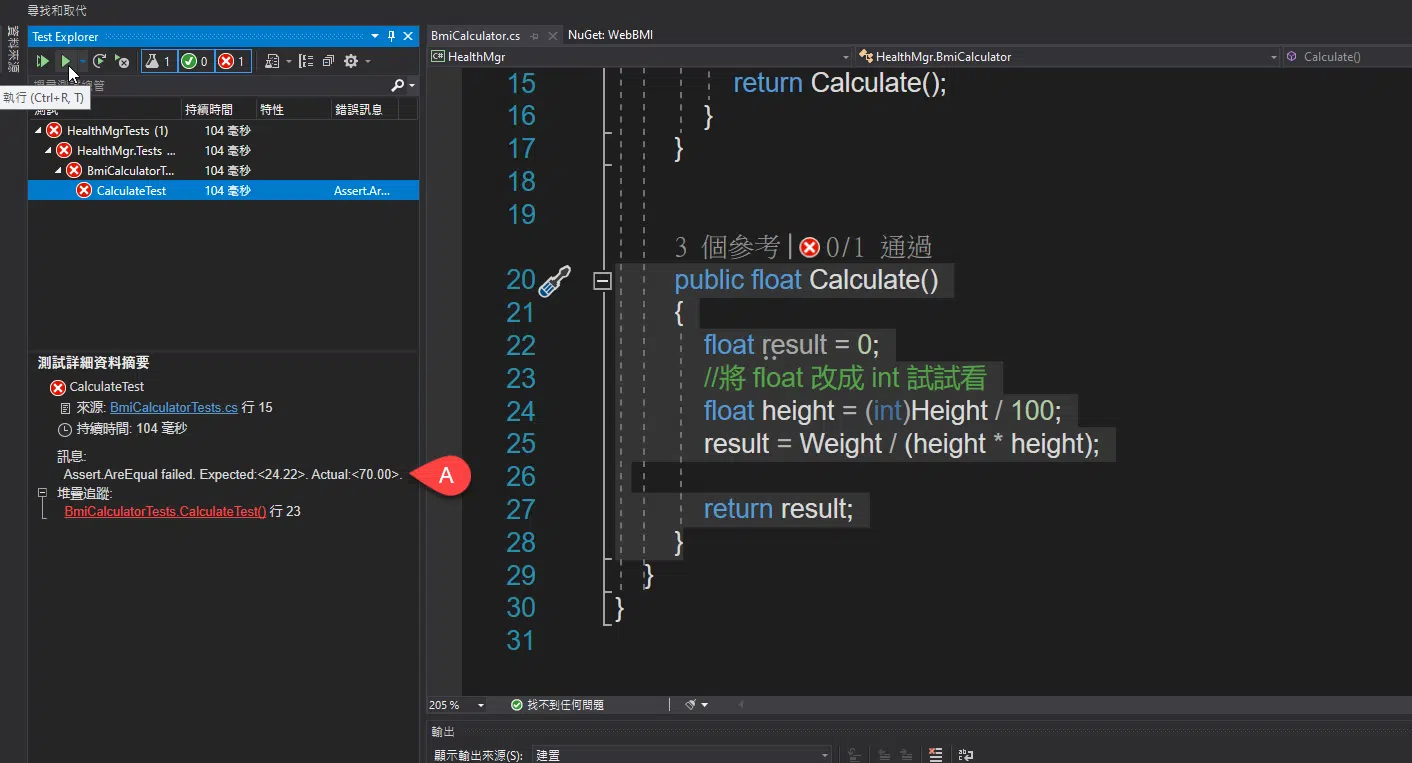 尋找和取代
資料來源
Test Explorer
1 0 1
執行 (Ctrl+R, T)
測試 持續時間 特性 錯誤訊息
HealthMgrTests (1) 104 毫秒
HealthMgr.Tests ... 104 毫秒
BmiCalculatorT... 104 毫秒
CalculateTest 104 毫秒 Assert.Ar...
測試詳細資料摘要
CalculateTest
來源: BmiCalculatorTests.cs 行 15
持續時間: 104 毫秒
訊息:
Assert.AreEqual failed. Expected:<24.22>. Actual:<70.00>.
A
堆疊追蹤:
BmiCalculatorTests.CalculateTest() 行 23
BmiCalculator.cs NuGet: WebBMI
HealthMgr HealthMgr.BmiCalculator Calculate()
15 return Calculate();
16 }
17 }
18
19
3 個參考 | 0/1 通過
20 public float Calculate()
21 {
22 float result = 0;
23 //將 float 改成 int 試試看
24 float height = (int)Height / 100;
25 result = Weight / (height * height);
26
27 return result;
28 }
29 }
30 }
31
205 % 找不到任何問題
輸出
顯示輸出來源(S): 建置